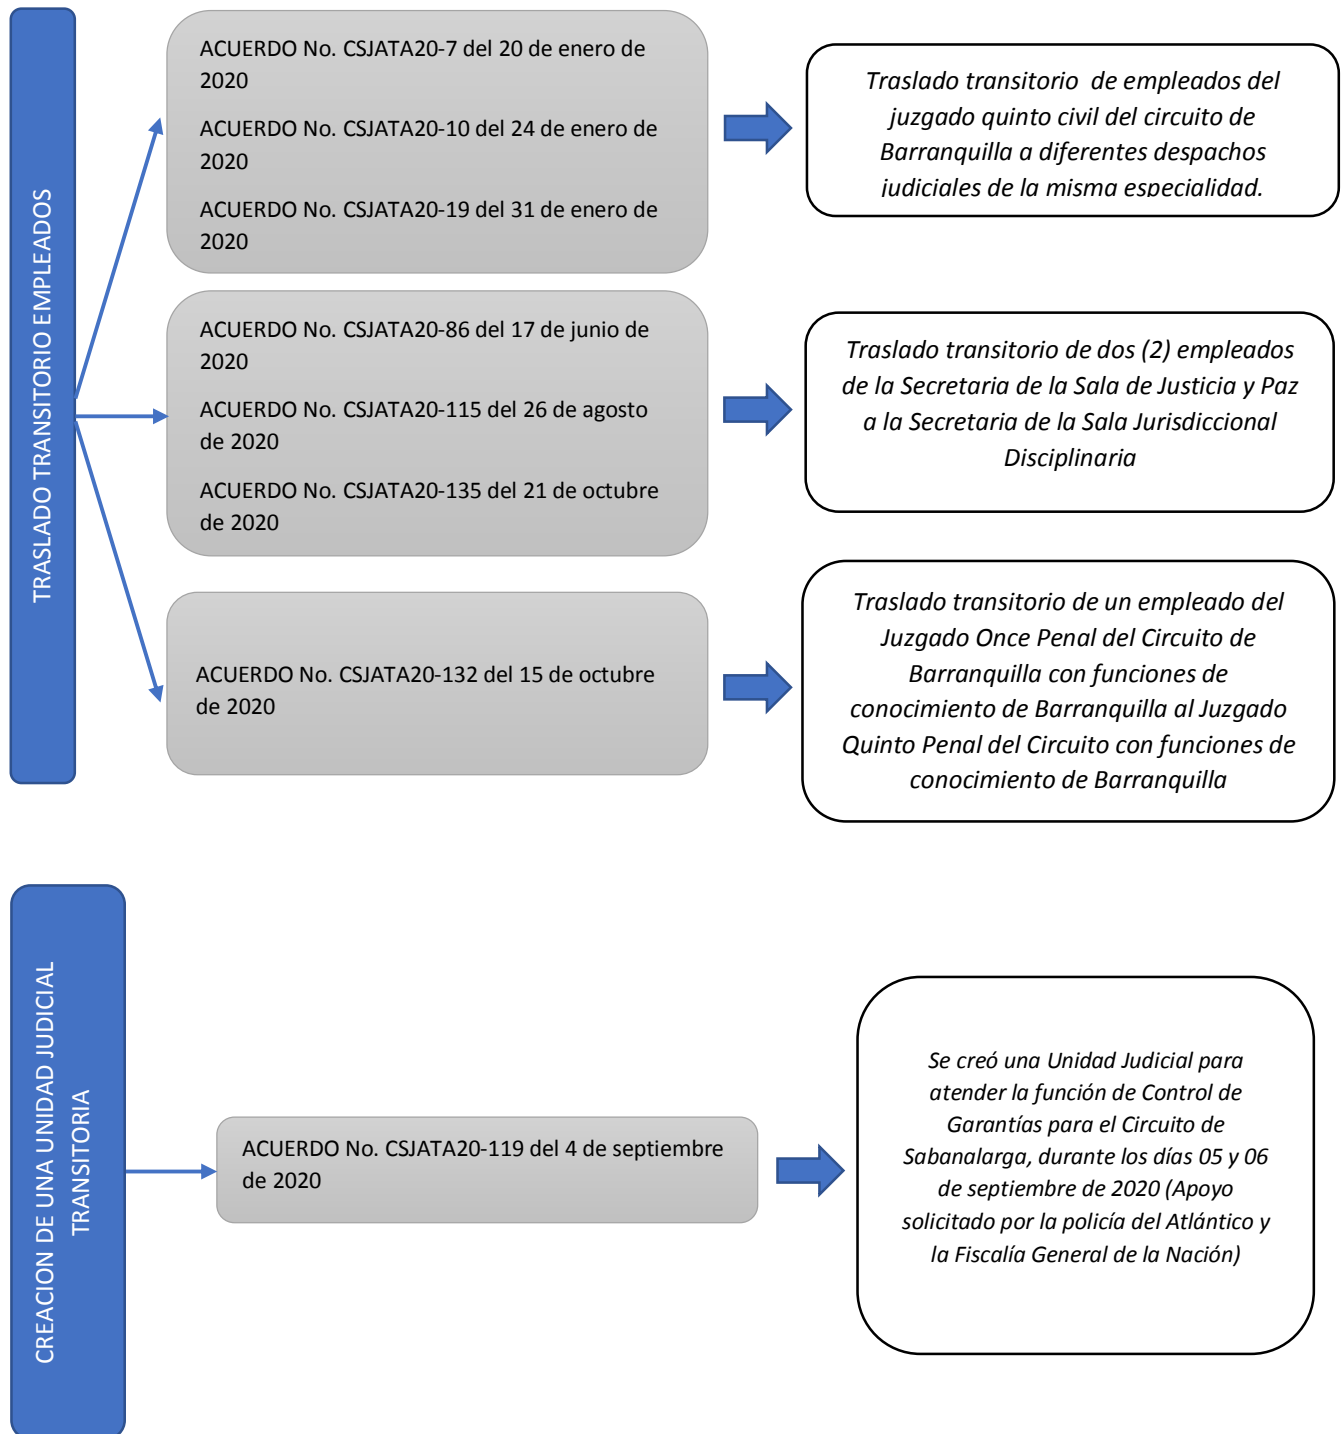 TRASLADO TRANSITORIO EMPLEADOS
ACUERDO No. CSJATA20-7 del 20 de enero de
2020
ACUERDO No. CSJATA20-10 del 24 de enero de
2020
ACUERDO No. CSJATA20-19 del 31 de enero de
2020
Traslado transitorio de empleados del
juzgado quinto civil del circuito de
Barranquilla a diferentes despachos
judiciales de la misma especialidad.
ACUERDO No. CSJATA20-86 del 17 de junio de
2020
ACUERDO No. CSJATA20-115 del 26 de agosto
de 2020
ACUERDO No. CSJATA20-135 del 21 de octubre
de 2020
Traslado transitorio de dos (2) empleados
de la Secretaria de la Sala de Justicia y Paz
a la Secretaria de la Sala Jurisdiccional
Disciplinaria
ACUERDO No. CSJATA20-132 del 15 de octubre
de 2020
Traslado transitorio de un empleado del
Juzgado Once Penal del Circuito de
Barranquilla con funciones de
conocimiento de Barranquilla al Juzgado
Quinto Penal del Circuito con funciones de
conocimiento de Barranquilla
CREACION DE UNA UNIDAD JUDICIAL
TRANSITORIA
ACUERDO No. CSJATA20-119 del 4 de septiembre
de 2020
Se creó una Unidad Judicial para
atender la función de Control de
Garantías para el Circuito de
Sabanalarga, durante los días 05 y 06
de septiembre de 2020 (Apoyo
solicitado por la policía del Atlántico y
la Fiscalía General de la Nación)